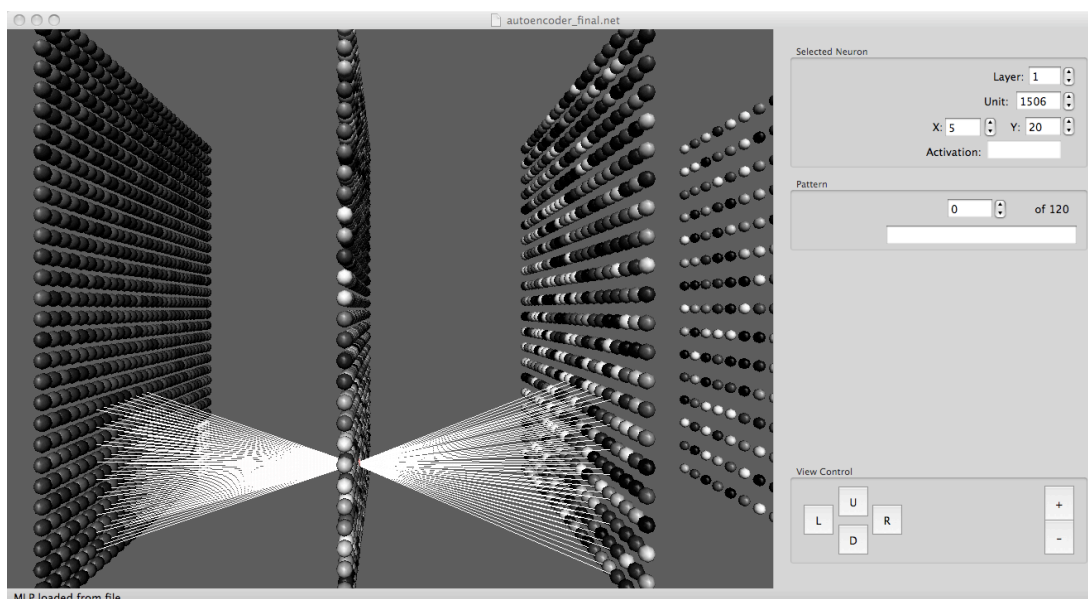 autoencoder_final.net
Selected Neuron
Layer: 1
Unit: 1506
X: 5 Y: 20
Activation:
Pattern
0 of 120
View Control
U
L R
D
+
-
MLP loaded from file